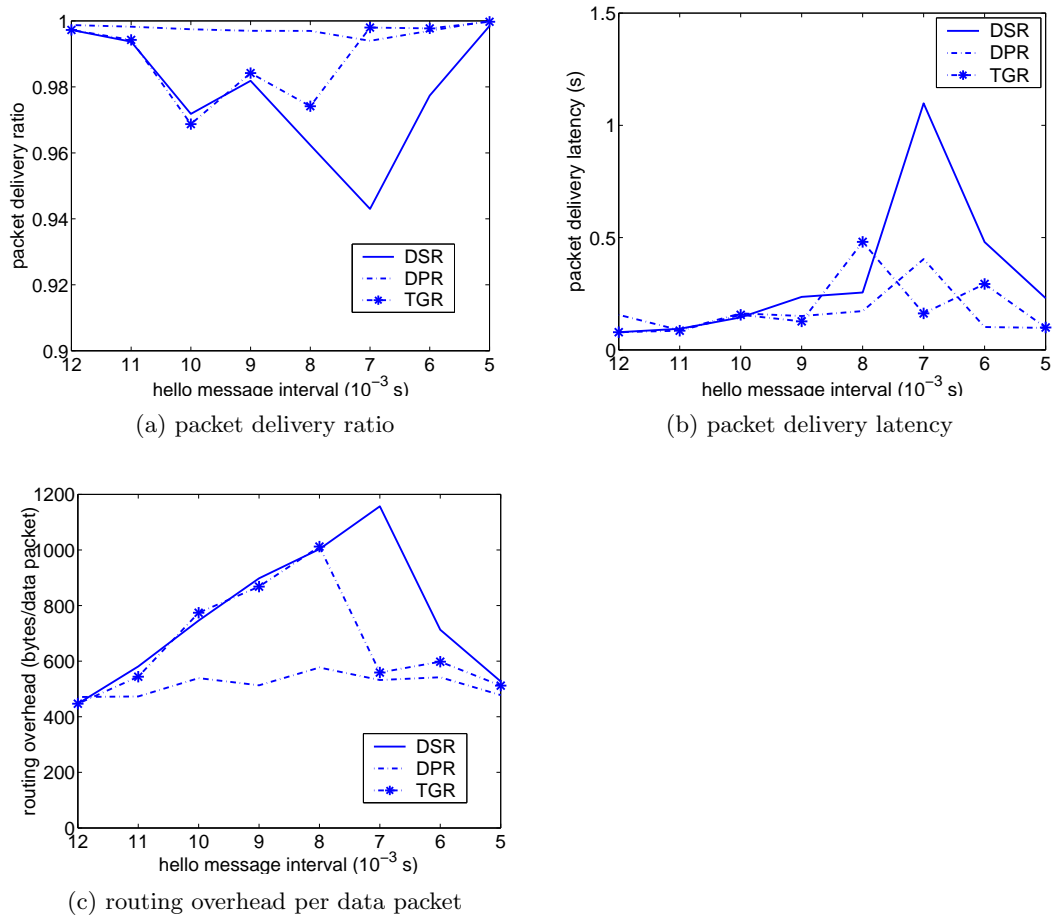 1
0.98
0.96
0.94
0.92
0.9
packet delivery ratio
DSR
DPR
TGR
12 11 10 9 8 7 6 5
hello message interval (10⁻³ s)
(a) packet delivery ratio
1.5
1
0.5
0
packet delivery latency (s)
DSR
DPR
TGR
12 11 10 9 8 7 6 5
hello message interval (10⁻³ s)
(b) packet delivery latency
1200
1000
800
600
400
200
0
routing overhead (bytes/data packet)
DSR
DPR
TGR
12 11 10 9 8 7 6 5
hello message interval (10⁻³ s)
(c) routing overhead per data packet